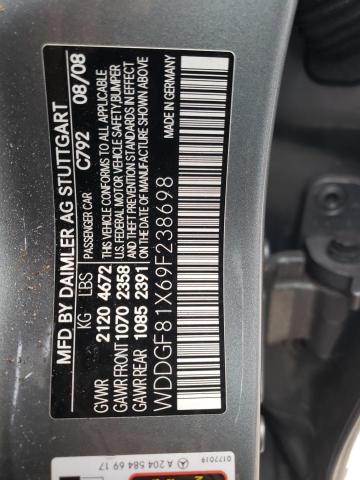 MFD BY DAIMLER AG STUTTGART
PASSENGER CAR C792 08/08
KG LBS
GVWR 2120 4672
GAWR FRONT 1070 2358
GAWR REAR 1085 2391
THIS VEHICLE CONFORMS TO ALL APPLICABLE
U.S. FEDERAL MOTOR VEHICLE SAFETY, BUMPER
AND THEFT PREVENTION STANDARDS IN EFFECT
ON THE DATE OF MANUFACTURE SHOWN ABOVE
WDDGF81X69F238698
MADE IN GERMANY
0177019
A 204 584 69 17